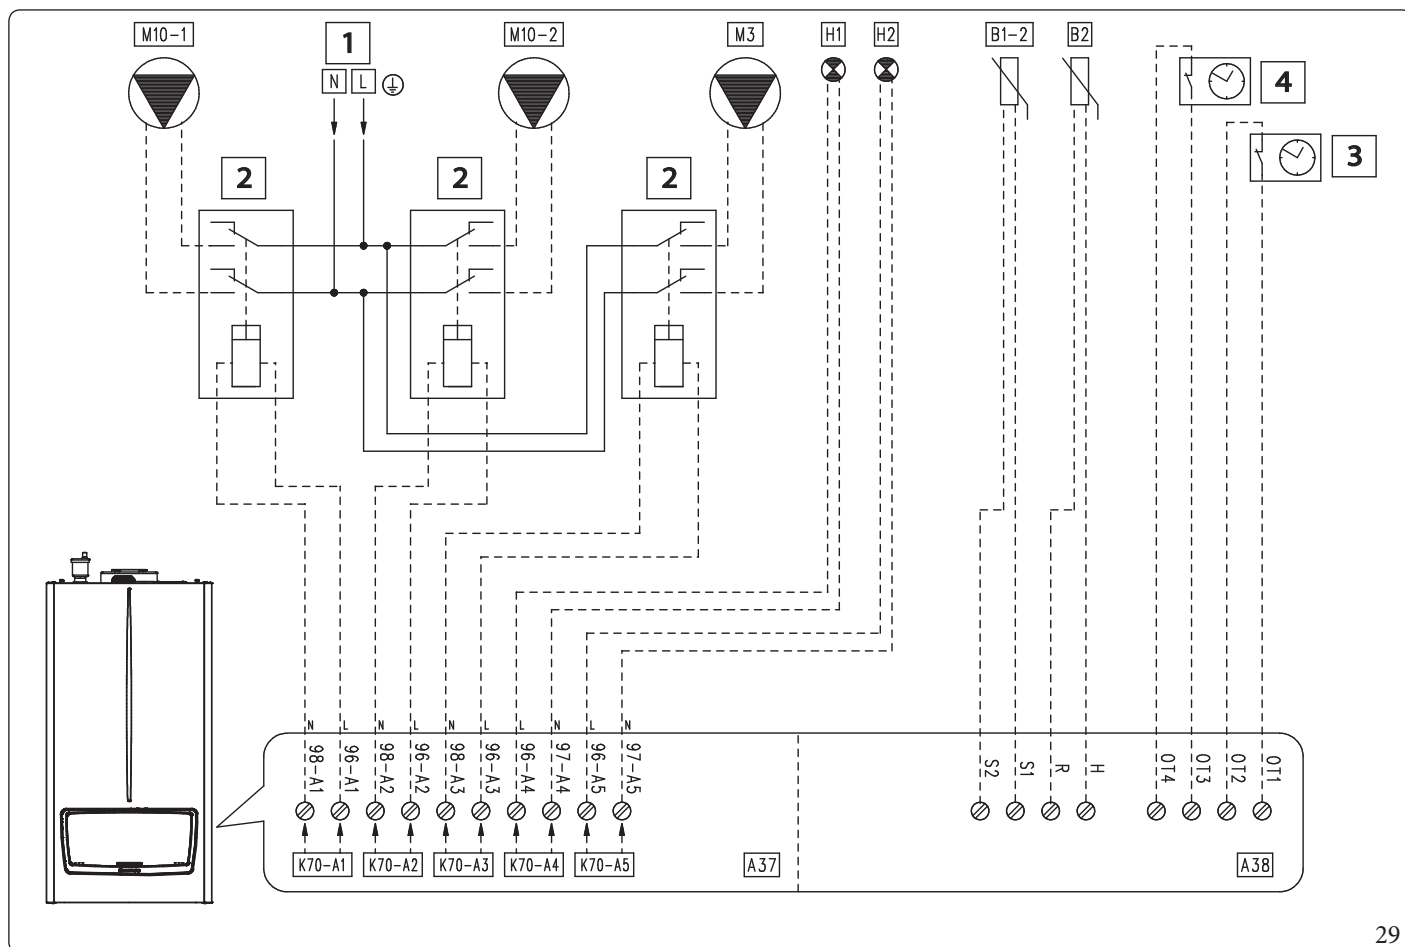 M10-1
1
M10-2
M3
H1
H2
B1-2
B2
N
L
4
3
2
2
2
N
L
N
L
N
L
L
N
L
N
98-A1
96-A1
98-A2
96-A2
98-A3
96-A3
96-A4
97-A4
96-A5
97-A5
S2
S1
R
H
OT4
OT3
OT2
OT1
K70-A1
K70-A2
K70-A3
K70-A4
K70-A5
A37
A38
29